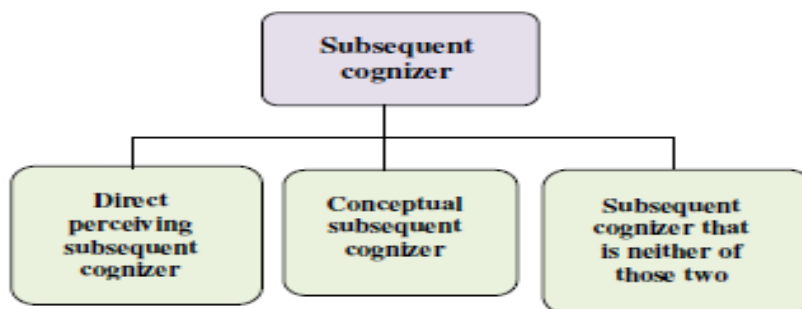 Subsequent
cognizer
Direct
perceiving
subsequent
cognizer
Conceptual
subsequent
cognizer
Subsequent
cognizer that
is neither of
those two